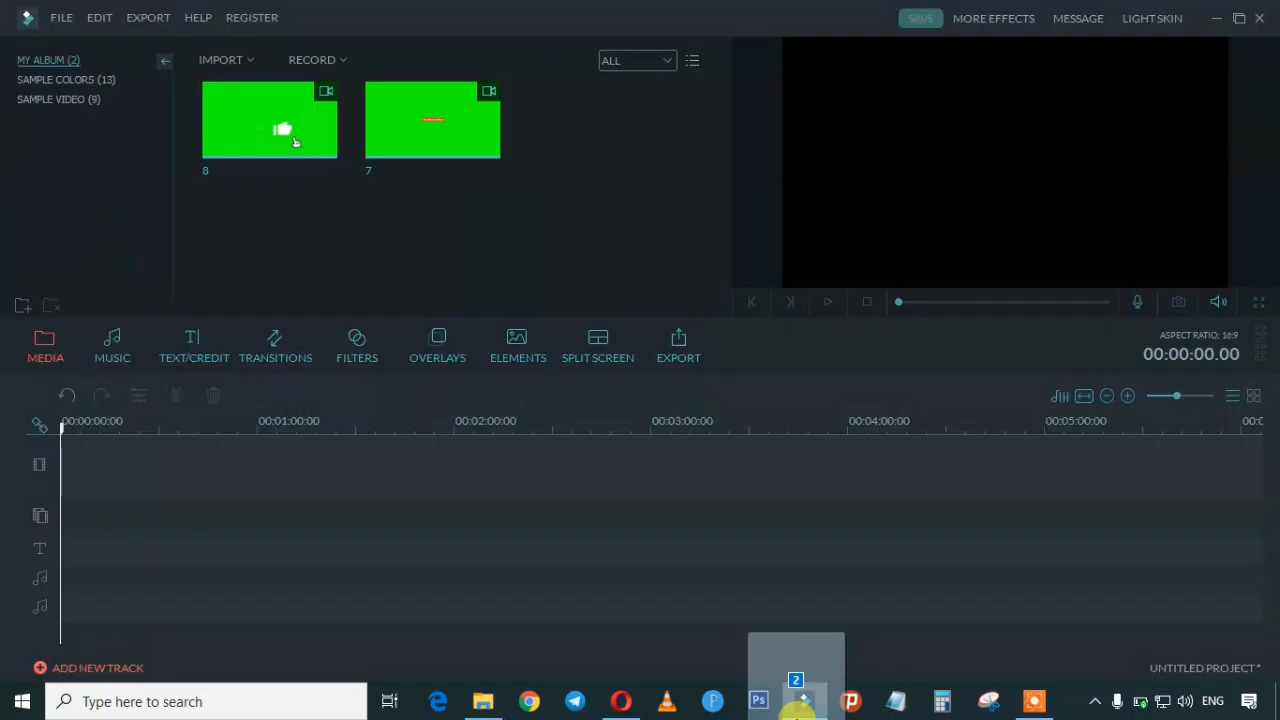 FILE EDIT EXPORT HELP REGISTER SAVE MORE EFFECTS MESSAGE LIGHT SKIN
MY ALBUM (2) IMPORT RECORD ALL
SAMPLE COLORS (13)
SAMPLE VIDEO (9)
8 7
MEDIA MUSIC TEXT/CREDIT TRANSITIONS FILTERS OVERLAYS ELEMENTS SPLIT SCREEN EXPORT
ASPECT RATIO: 16:9
00:00:00.00
00:00:00:00 00:01:00:00 00:02:00:00 00:03:00:00 00:04:00:00 00:05:00:00
ADD NEW TRACK UNTITLED PROJECT*
2
Type here to search Ps ENG